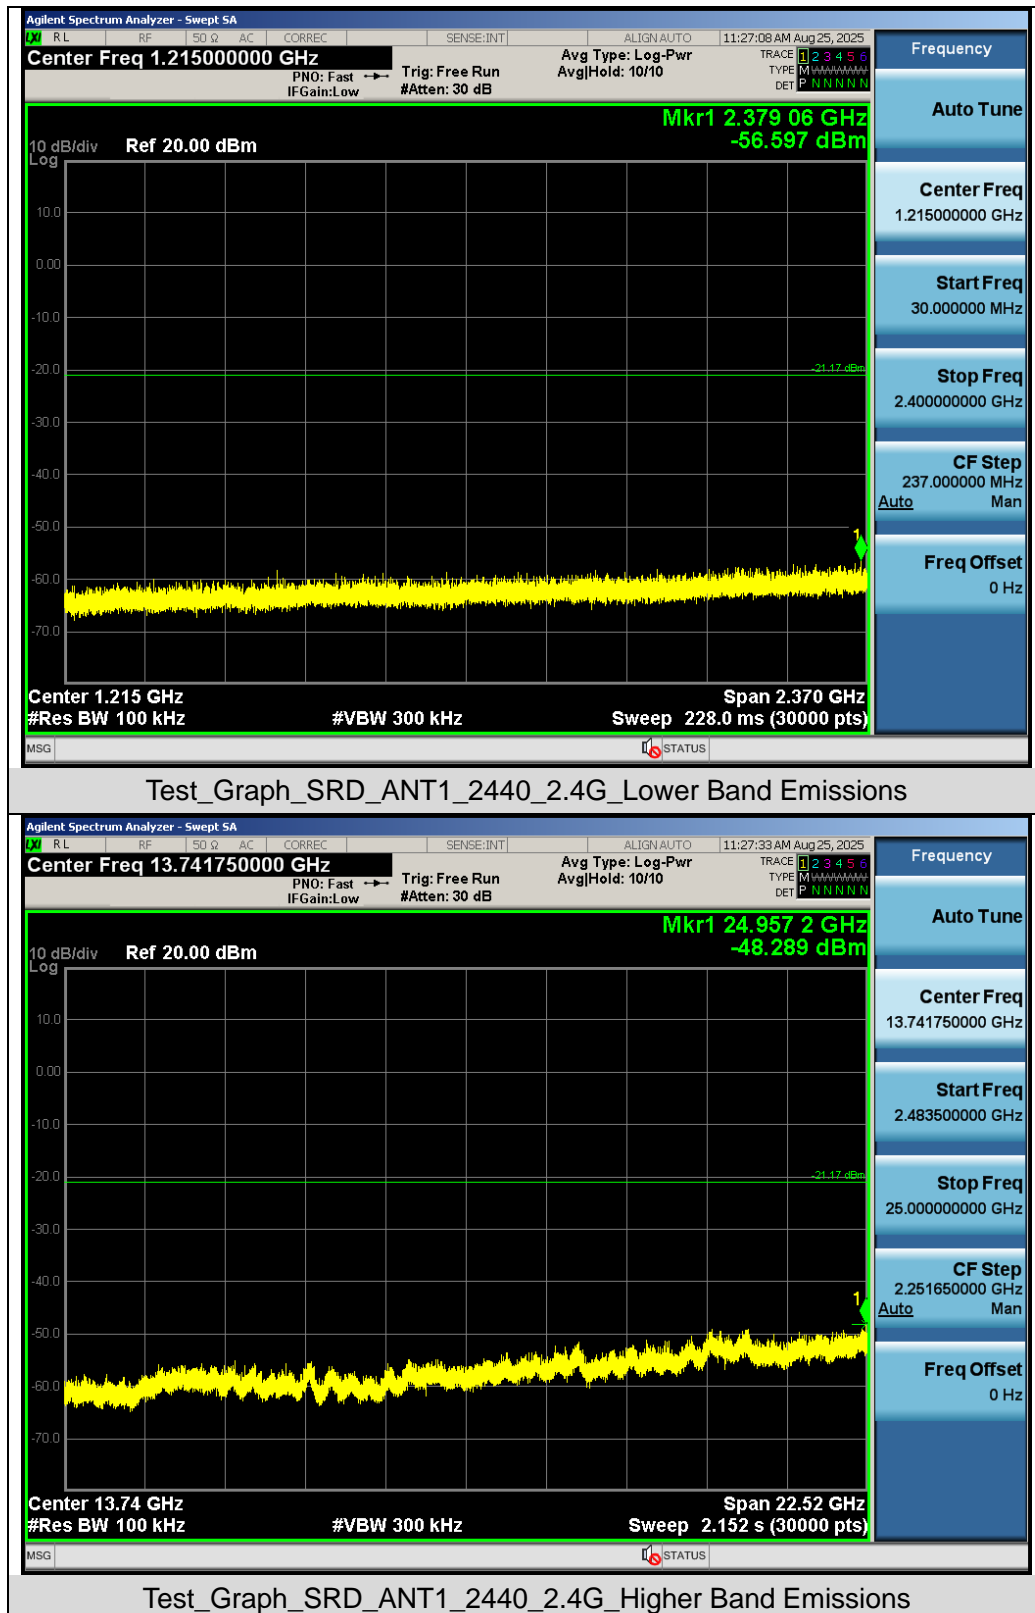 Agilent Spectrum Analyzer - Swept SA
LXI RL RF 50 Ω AC CORREC SENSE:INT ALIGN AUTO 11:27:08 AM Aug 25, 2025
Center Freq 1.215000000 GHz
PNO: Fast
IFGain:Low
Trig: Free Run
#Atten: 30 dB
Avg Type: Log-Pwr
Avg|Hold: 10/10
TRACE 1 2 3 4 5 6
TYPE M
DET P N N N N N
Mkr1 2.379 06 GHz
-56.597 dBm
10 dB/div Ref 20.00 dBm
Log
10.0
0.00
-10.0
-20.0
-21.17 dBm
-30.0
-40.0
-50.0
1
-60.0
-70.0
Center 1.215 GHz Span 2.370 GHz
#Res BW 100 kHz #VBW 300 kHz Sweep 228.0 ms (30000 pts)
MSG STATUS
Frequency
Auto Tune
Center Freq
1.215000000 GHz
Start Freq
30.000000 MHz
Stop Freq
2.400000000 GHz
CF Step
237.000000 MHz
Auto Man
Freq Offset
0 Hz
Test_Graph_SRD_ANT1_2440_2.4G_Lower Band Emissions
Agilent Spectrum Analyzer - Swept SA
LXI RL RF 50 Ω AC CORREC SENSE:INT ALIGN AUTO 11:27:33 AM Aug 25, 2025
Center Freq 13.741750000 GHz
PNO: Fast
IFGain:Low
Trig: Free Run
#Atten: 30 dB
Avg Type: Log-Pwr
Avg|Hold: 10/10
TRACE 1 2 3 4 5 6
TYPE M
DET P N N N N N
Mkr1 24.957 2 GHz
-48.289 dBm
10 dB/div Ref 20.00 dBm
Log
10.0
0.00
-10.0
-20.0
-21.17 dBm
-30.0
-40.0
1
-50.0
-60.0
-70.0
Center 13.74 GHz Span 22.52 GHz
#Res BW 100 kHz #VBW 300 kHz Sweep 2.152 s (30000 pts)
MSG STATUS
Frequency
Auto Tune
Center Freq
13.741750000 GHz
Start Freq
2.483500000 GHz
Stop Freq
25.000000000 GHz
CF Step
2.251650000 GHz
Auto Man
Freq Offset
0 Hz
Test_Graph_SRD_ANT1_2440_2.4G_Higher Band Emissions